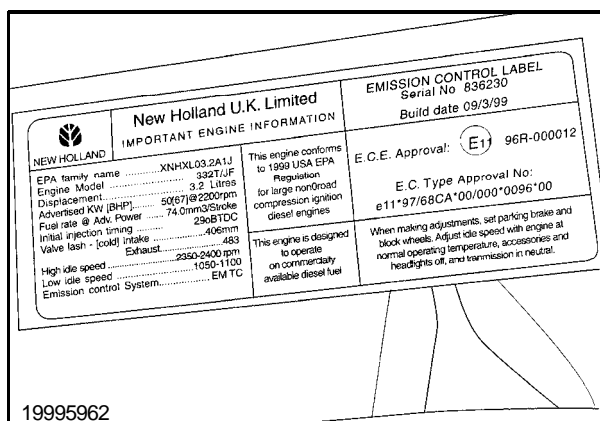 NEW HOLLAND
New Holland U.K. Limited
IMPORTANT ENGINE INFORMATION
EPA family name ..........XNHXL03.2A1J
Engine Model ..........332T/JF
Displacement..........3.2 Litres
Advertised KW [BHP].......50[67]@2200rpm
Fuel rate @ Adv. Power ......74.0mm3/Stroke
Initial injection timing ..........29oBTDC
Valve lash - [cold] Intake ..........406mm
Exhaust..........483
High idle speed ..........2350-2400 rpm
Low idle speed ..........1050-1100
Emission control System..........EM TC
This engine conforms
to 1999 USA EPA
Regulation
for large non0road
compression ignition
diesel engines
This engine is designed
to operate
on commercially
available diesel fuel
EMISSION CONTROL LABEL
Serial No 836230
Build date 09/3/99
E.C.E. Approval: E11 96R-000012
E.C. Type Approval No:
e11*97/68CA*00/000*0096*00
When making adjustments, set parking brake and
block wheels. Adjust idle speed with engine at
normal operating temperature, accessories and
headlights off, and tranmission in neutral.
19995962